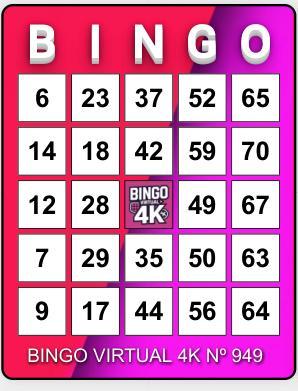 B I N G O
6 23 37 52 65
14 18 42 59 70
12 28 BINGO VIRTUAL 4K 49 67
7 29 35 50 63
9 17 44 56 64
BINGO VIRTUAL 4K Nº 949